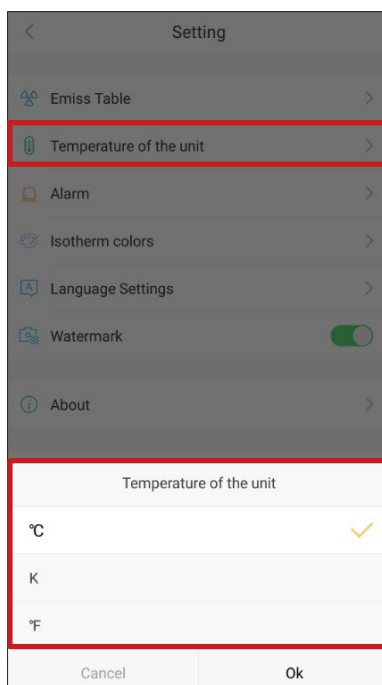 Setting
Emiss Table
Temperature of the unit
Alarm
Isotherm colors
A Language Settings
Watermark
i About
Temperature of the unit
℃
K
℉
Cancel Ok